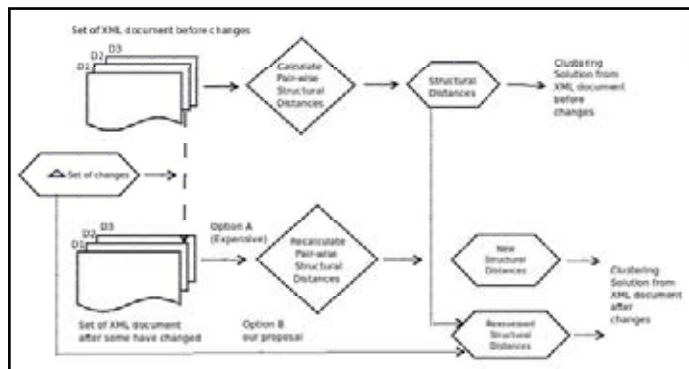 Set of XML document before changes
D3
D2
D1
Calculate
Pair-wise
Structural
Distances
Structural
Distances
Clustering
Solution from
XML document
before
changes
Set of changes
D3
D2
D1
Option A
(Expensive)
Recalculate
Pair-wise
Structural
Distances
New
Structural
Distances
Clustering
Solution from
XML document
after
changes
Set of XML document
after some have changed
Option B
our proposal
Structural
Distances